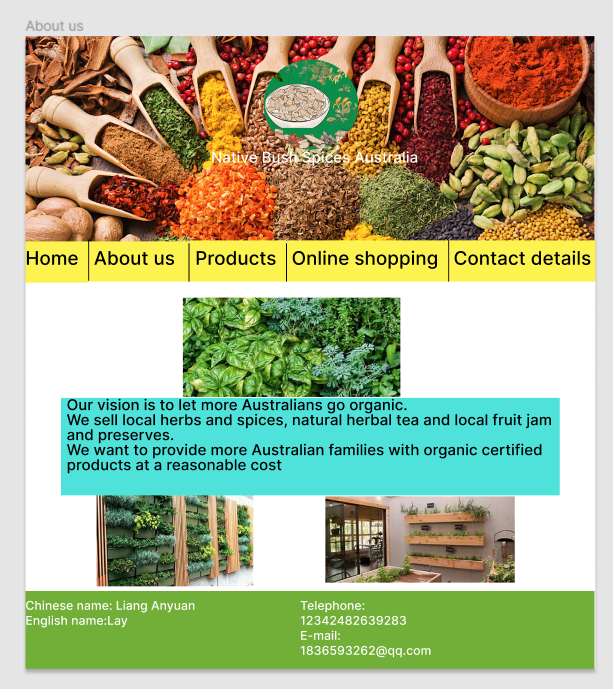 About us
Native Bush Spices Australia
Home About us Products Online shopping Contact details
Our vision is to let more Australians go organic.
We sell local herbs and spices, natural herbal tea and local fruit jam
and preserves.
We want to provide more Australian families with organic certified
products at a reasonable cost
Chinese name: Liang Anyuan
English name:Lay
Telephone:
12342482639283
E-mail:
1836593262@qq.com